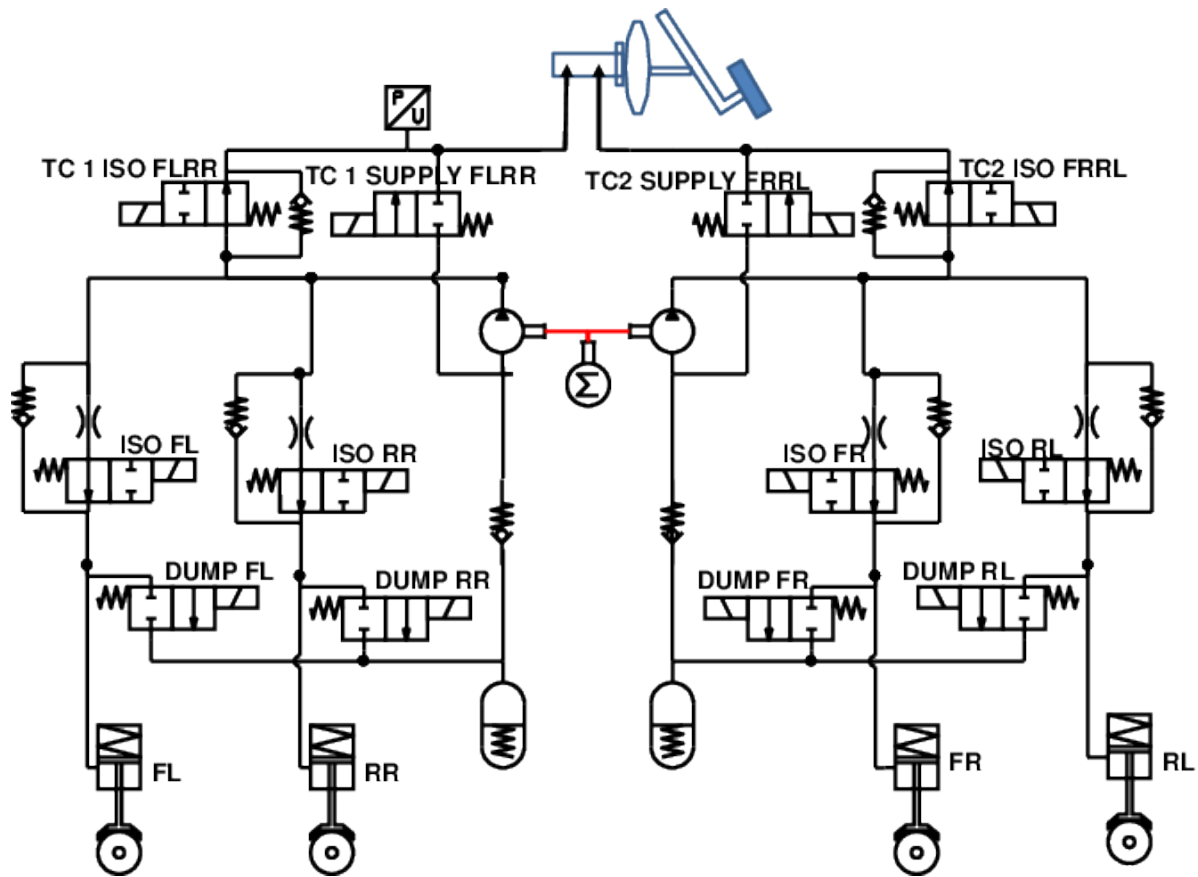 P
U
TC 1 ISO FLRR
TC 1 SUPPLY FLRR
TC2 SUPPLY FRRL
TC2 ISO FRRL
Σ
ISO FL
ISO RR
ISO FR
ISO RL
DUMP FL
DUMP RR
DUMP FR
DUMP RL
FL
RR
FR
RL